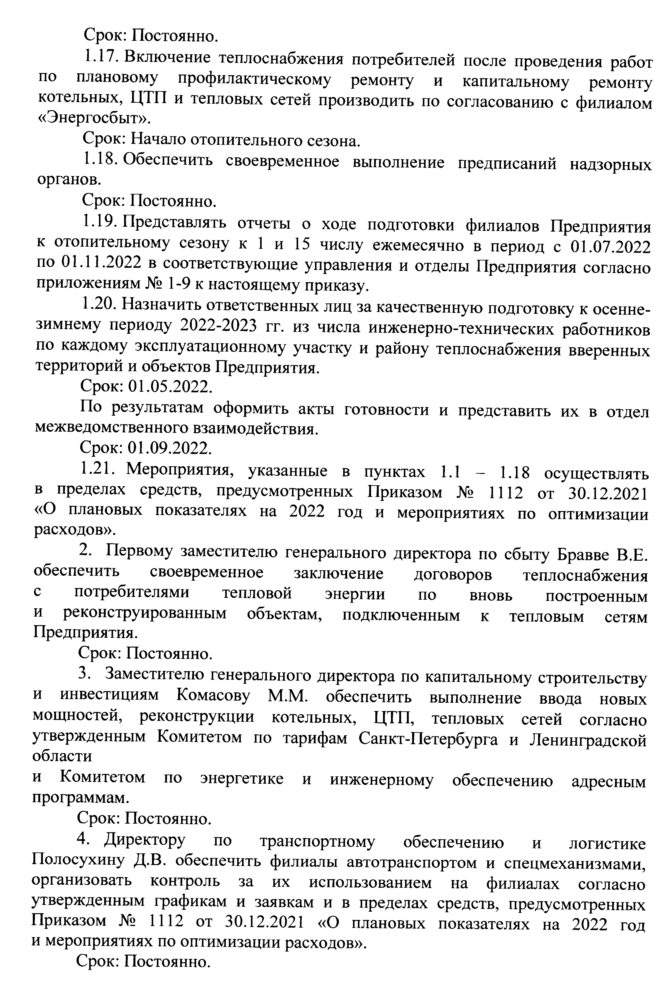 Срок: Постоянно.
1.17. Включение теплоснабжения потребителей после проведения работ
по плановому профилактическому ремонту и капитальному ремонту
котельных, ЦТП и тепловых сетей производить по согласованию с филиалом
«Энергосбыт».
Срок: Начало отопительного сезона.
1.18. Обеспечить своевременное выполнение предписаний надзорных
органов.
Срок: Постоянно.
1.19. Представлять отчеты о ходе подготовки филиалов Предприятия
к отопительному сезону к 1 и 15 числу ежемесячно в период с 01.07.2022
по 01.11.2022 в соответствующие управления и отделы Предприятия согласно
приложениям № 1-9 к настоящему приказу.
1.20. Назначить ответственных лиц за качественную подготовку к осенне-
зимнему периоду 2022-2023 гг. из числа инженерно-технических работников
по каждому эксплуатационному участку и району теплоснабжения вверенных
территорий и объектов Предприятия.
Срок: 01.05.2022.
По результатам оформить акты готовности и представить их в отдел
межведомственного взаимодействия.
Срок: 01.09.2022.
1.21. Мероприятия, указанные в пунктах 1.1 – 1.18 осуществлять
в пределах средств, предусмотренных Приказом № 1112 от 30.12.2021
«О плановых показателях на 2022 год и мероприятиях по оптимизации
расходов».
2. Первому заместителю генерального директора по сбыту Бравве В.Е.
обеспечить своевременное заключение договоров теплоснабжения
с потребителями тепловой энергии по вновь построенным
и реконструированным объектам, подключенным к тепловым сетям
Предприятия.
Срок: Постоянно.
3. Заместителю генерального директора по капитальному строительству
и инвестициям Комасову М.М. обеспечить выполнение ввода новых
мощностей, реконструкции котельных, ЦТП, тепловых сетей согласно
утвержденным Комитетом по тарифам Санкт-Петербурга и Ленинградской
области
и Комитетом по энергетике и инженерному обеспечению адресным
программам.
Срок: Постоянно.
4. Директору по транспортному обеспечению и логистике
Полосухину Д.В. обеспечить филиалы автотранспортом и спецмеханизмами,
организовать контроль за их использованием на филиалах согласно
утвержденным графикам и заявкам и в пределах средств, предусмотренных
Приказом № 1112 от 30.12.2021 «О плановых показателях на 2022 год
и мероприятиях по оптимизации расходов».
Срок: Постоянно.